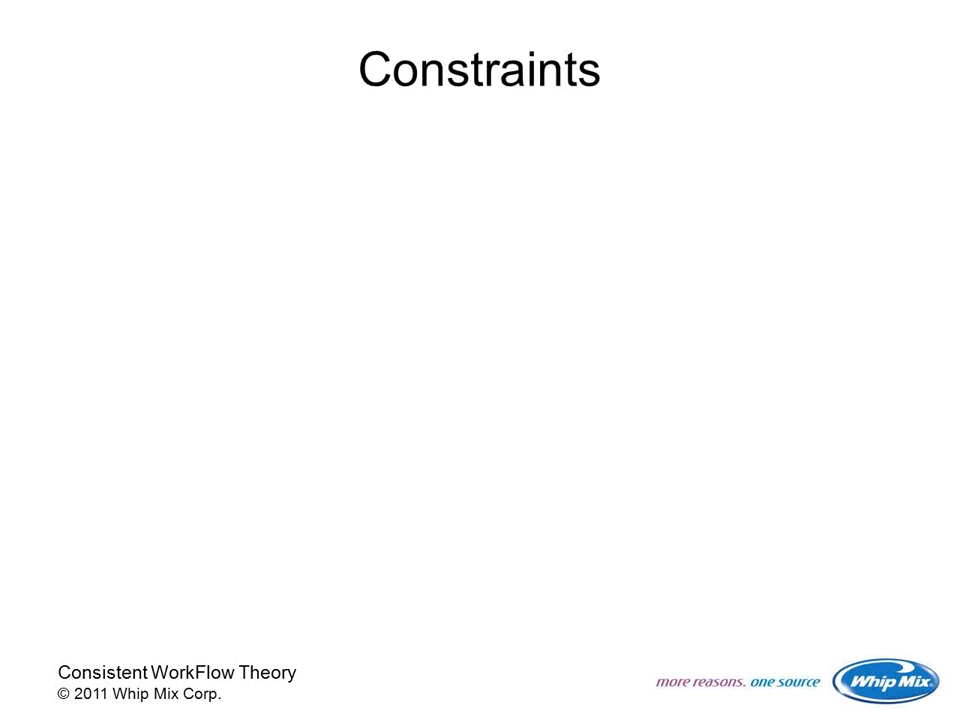 Constraints
Consistent WorkFlow Theory
© 2011 Whip Mix Corp.
more reasons. one source
Whip Mix